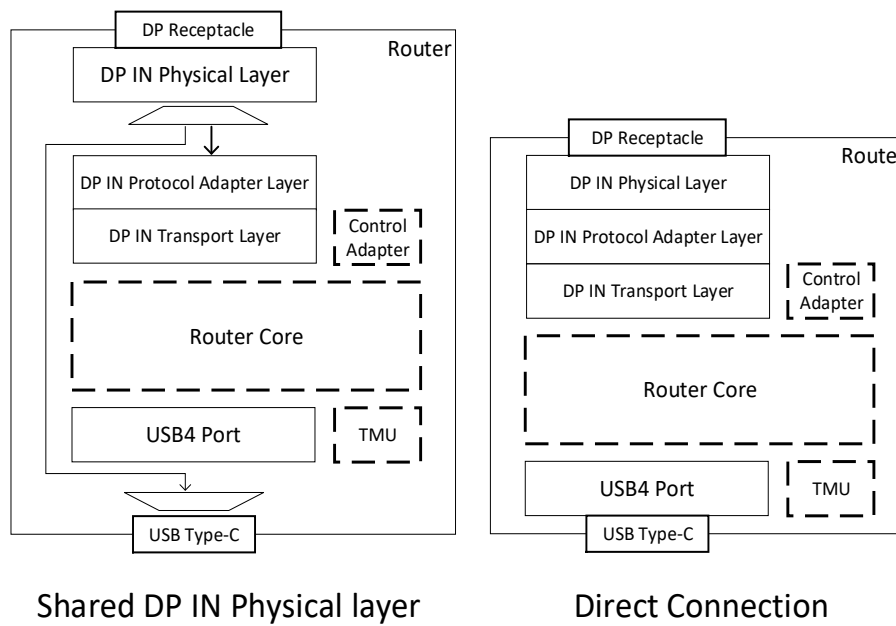 DP Receptacle
Router
DP IN Physical Layer
DP IN Protocol Adapter Layer
DP IN Transport Layer
Control
Adapter
Router Core
USB4 Port
TMU
USB Type-C
Shared DP IN Physical layer
DP Receptacle
Route
DP IN Physical Layer
DP IN Protocol Adapter Layer
DP IN Transport Layer
Control
Adapter
Router Core
USB4 Port
TMU
USB Type-C
Direct Connection